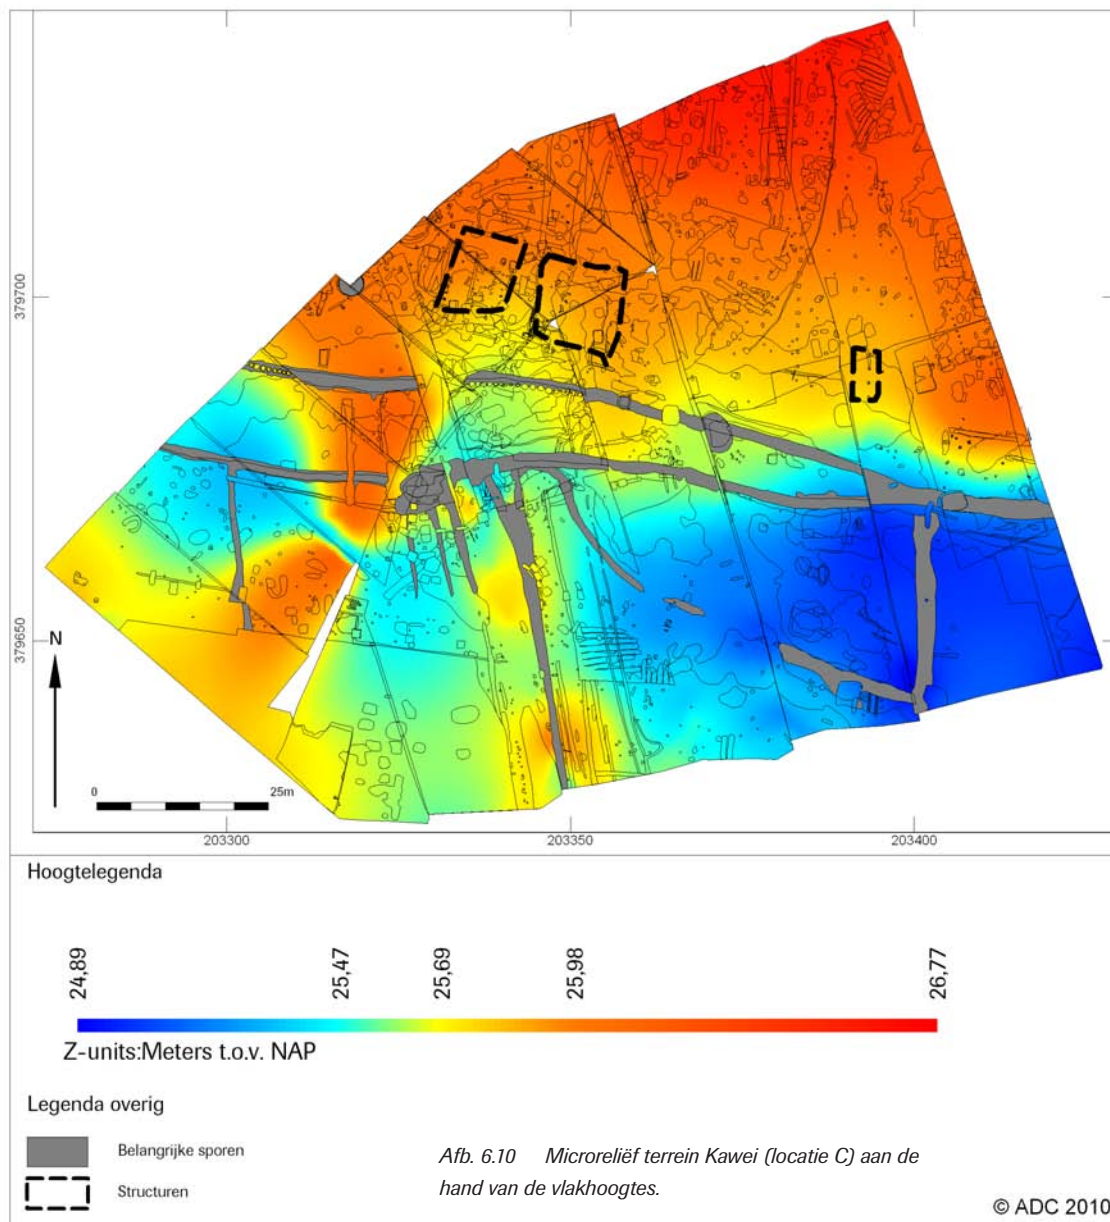 379700
379650
N
0
25m
203300
203350
203400
Hoogtelegenda
24,89
25,47
25,69
25,98
26,77
Z-units:Meters t.o.v. NAP
Legenda overig
Belangrijke sporen
Structuren
Afb. 6.10 Microreliëf terrein Kawei (locatie C) aan de
hand van de vlakhoogtes.
© ADC 2010